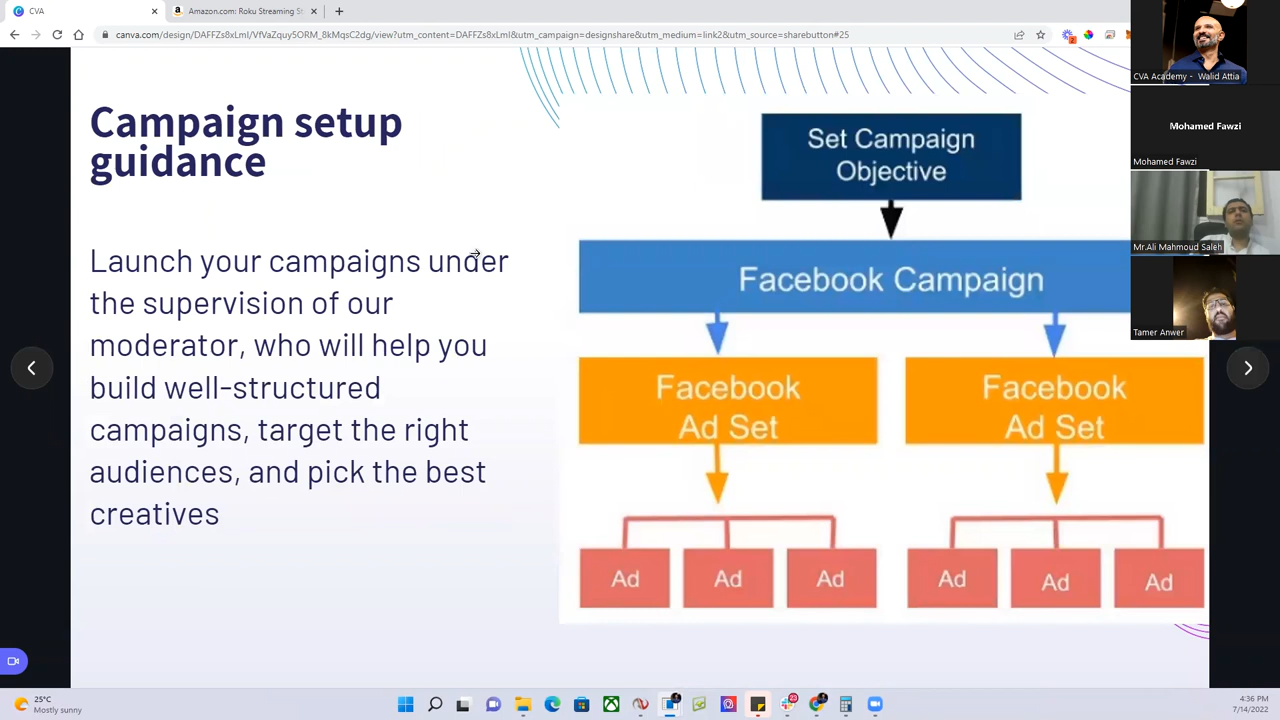 CVA
Amazon.com: Roku Streaming S
canva.com/design/DAFFZs8xLmI/VfVaZquy5ORM_8kMqsC2dg/view?utm_content=DAFFZs8xLmI&utm_campaign=designshare&utm_medium=link2&utm_source=sharebutton#25
Campaign setup
guidance
Launch your campaigns under
the supervision of our
moderator, who will help you
build well-structured
campaigns, target the right
audiences, and pick the best
creatives
Set Campaign
Objective
Facebook Campaign
Facebook
Ad Set
Facebook
Ad Set
Ad Ad Ad Ad Ad Ad
CVA Academy - Walid Attia
Mohamed Fawzi
Mohamed Fawzi
Mr.Ali Mahmoud Saleh
Tamer Anwer
25°C
Mostly sunny
4:36 PM
7/14/2022